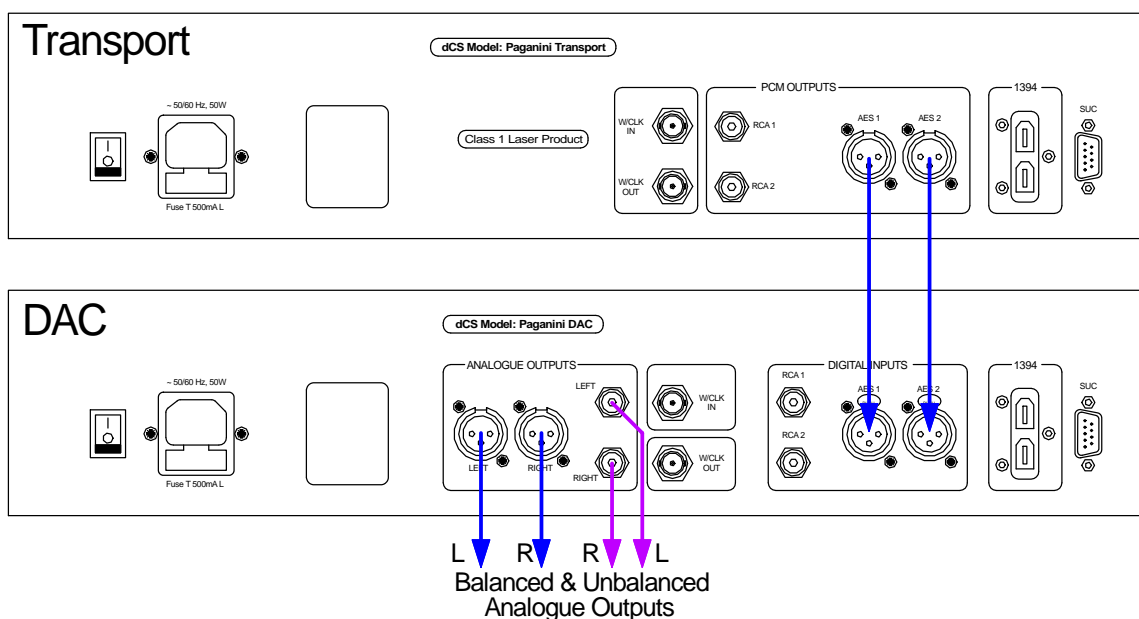 Transport
dCS Model: Paganini Transport
~ 50/60 Hz, 50W
Fuse T 500mA L
Class 1 Laser Product
W/CLK
IN
W/CLK
OUT
PCM OUTPUTS
RCA 1
RCA 2
AES 1
AES 2
1394
SUC
DAC
dCS Model: Paganini DAC
~ 50/60 Hz, 50W
Fuse T 500mA L
ANALOGUE OUTPUTS
LEFT
RIGHT
LEFT
RIGHT
W/CLK
IN
W/CLK
OUT
DIGITAL INPUTS
RCA 1
RCA 2
AES 1
AES 2
1394
SUC
L R R L
Balanced & Unbalanced
Analogue Outputs